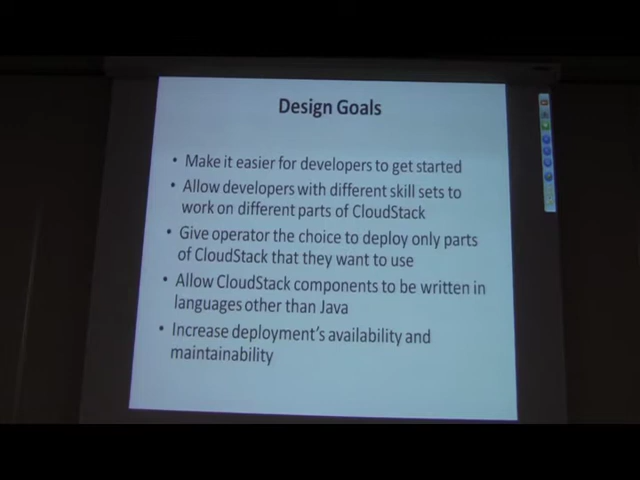 Design Goals
• Make it easier for developers to get started
• Allow developers with different skill sets to
work on different parts of CloudStack
• Give operator the choice to deploy only parts
of CloudStack that they want to use
• Allow CloudStack components to be written in
languages other than Java
• Increase deployment's availability and
maintainability